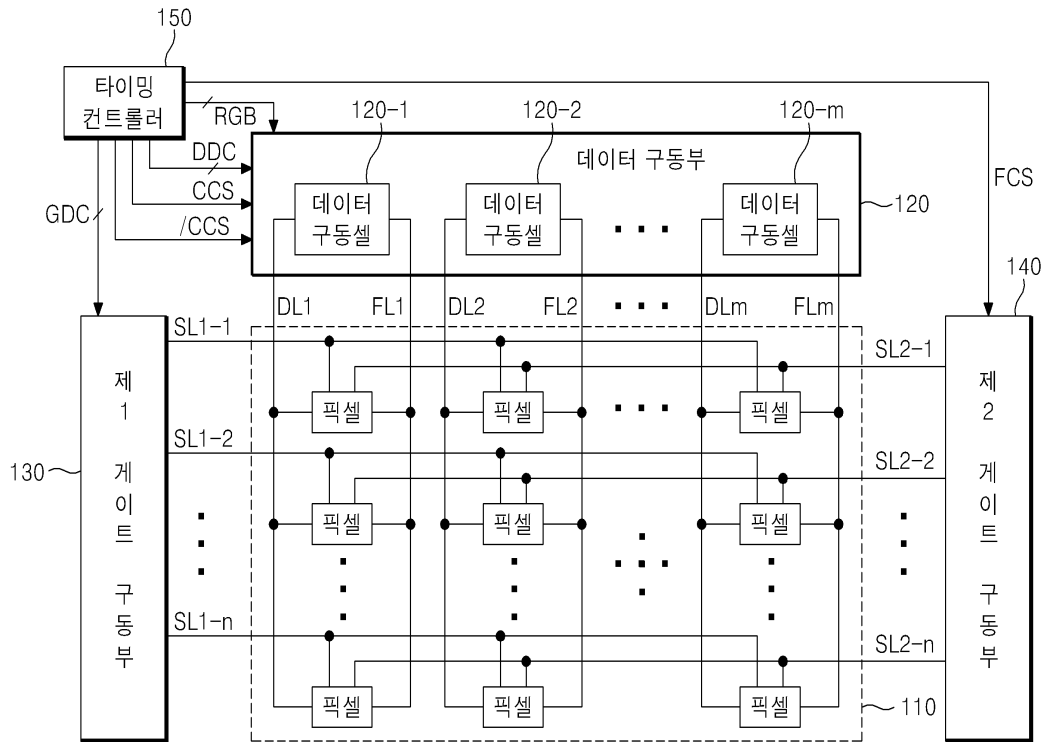 150
타이밍
컨트롤러
RGB
120-1
120-2
120-m
DDC
데이터 구동부
FCS
CCS
GDC
데이터
구동셀
데이터
구동셀
데이터
구동셀
120
/CCS
140
DL1
FL1
DL2
FL2
DLm
FLm
SL1-1
SL2-1
제
1
게
이
트
구
동
부
제
2
게
이
트
구
동
부
픽셀
픽셀
픽셀
SL1-2
SL2-2
130
픽셀
픽셀
픽셀
SL1-n
SL2-n
픽셀
픽셀
픽셀
110